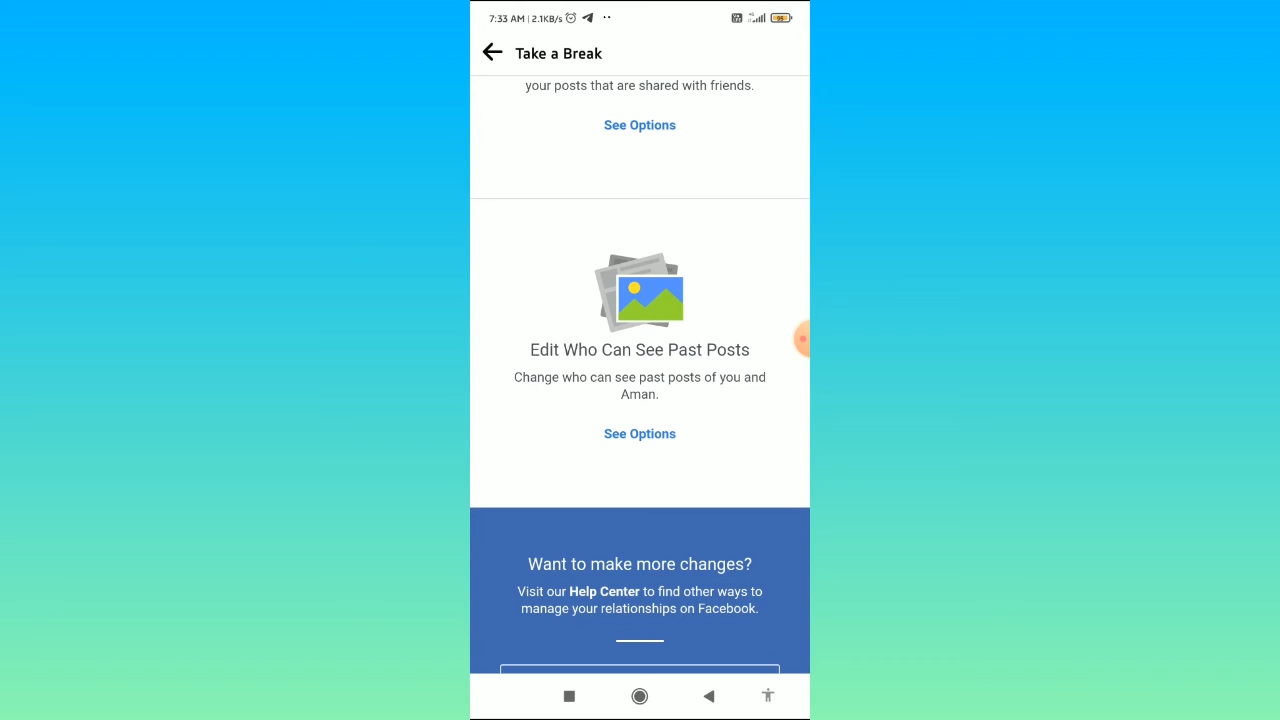 7:33 AM | 2.1KB/s
95
Take a Break
your posts that are shared with friends.
See Options
Edit Who Can See Past Posts
Change who can see past posts of you and
Aman.
See Options
Want to make more changes?
Visit our Help Center to find other ways to
manage your relationships on Facebook.